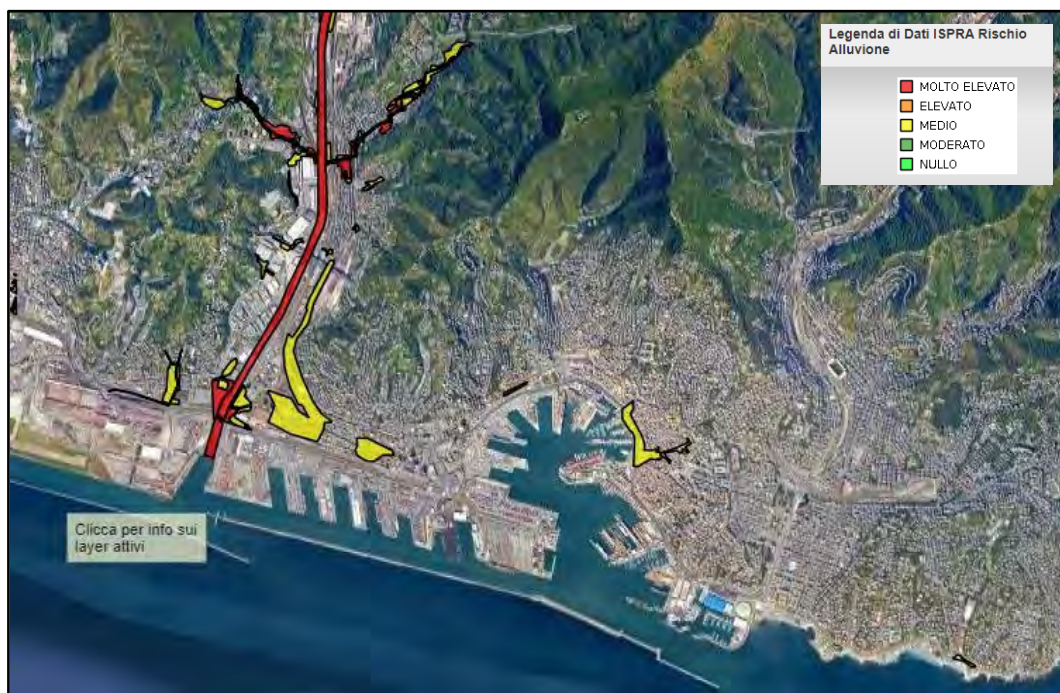 Legenda di Dati ISPRA Rischio
Alluvione
MOLTO ELEVATO
ELEVATO
MEDIO
MODERATO
NULLO
Clicca per info sui
layer attivi